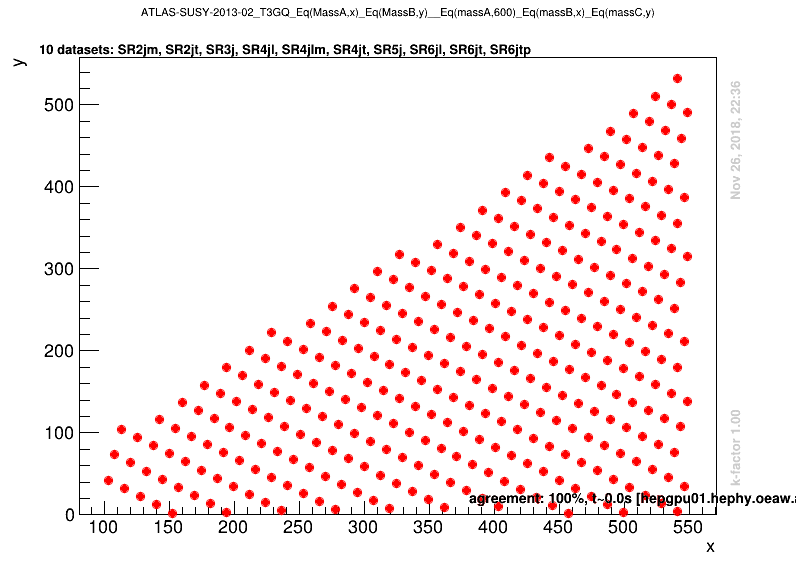 ATLAS-SUSY-2013-02_T3GQ_Eq(MassA,x)_Eq(MassB,y)__Eq(massA,600)_Eq(massB,x)_Eq(massC,y)
10 datasets: SR2jm, SR2jt, SR3j, SR4jl, SR4jlm, SR4jt, SR5j, SR6jl, SR6jt, SR6jtp
y
500
400
300
200
100
0
Nov 26, 2018, 22:36
k-factor 1.00
agreement: 100%, t~0.0s [hepgpu01.hephy.oeaw.a
100 150 200 250 300 350 400 450 500 550
x